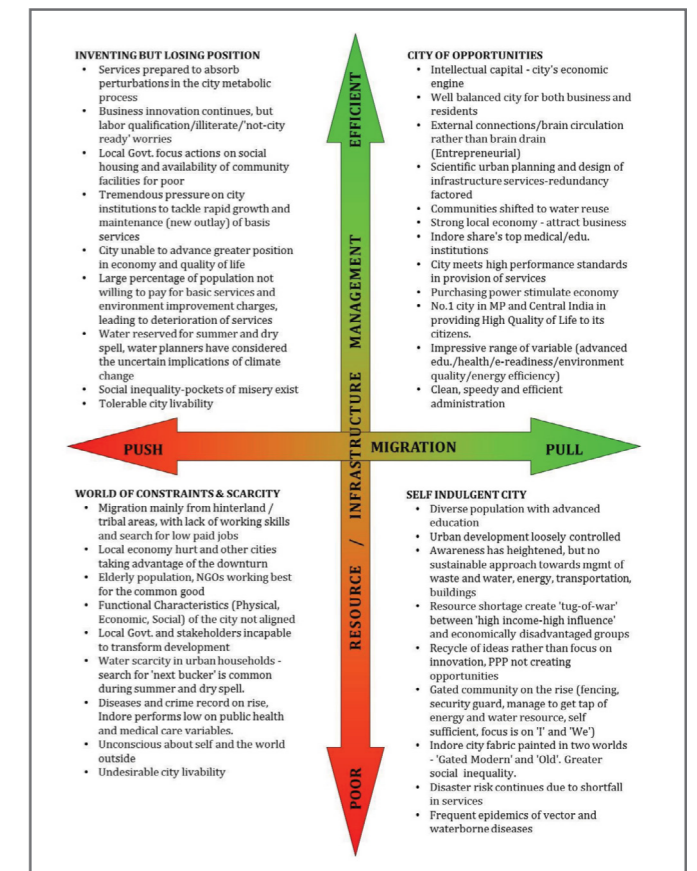 INVENTING BUT LOSING POSITION
• Services prepared to absorb
perturbations in the city metabolic
process
• Business innovation continues, but
labor qualification/illiterate/'not-city
ready' worries
• Local Govt. focus actions on social
housing and availability of community
facilities for poor
• Tremendous pressure on city
institutions to tackle rapid growth and
maintenance (new outlay) of basis
services
• City unable to advance greater position
in economy and quality of life
• Large percentage of population not
willing to pay for basic services and
environment improvement charges,
leading to deterioration of services
• Water reserved for summer and dry
spell, water planners have considered
the uncertain implications of climate
change
• Social inequality-pockets of misery exist
• Tolerable city livability
CITY OF OPPORTUNITIES
• Intellectual capital - city's economic
engine
• Well balanced city for both business and
residents
• External connections/brain circulation
rather than brain drain
(Entrepreneurial)
• Scientific urban planning and design of
infrastructure services-redundancy
factored
• Communities shifted to water reuse
• Strong local economy - attract business
• Indore share's top medical/edu.
institutions
• City meets high performance standards
in provision of services
• Purchasing power stimulate economy
• No.1 city in MP and Central India in
providing High Quality of Life to its
citizens.
• Impressive range of variable (advanced
edu./health/e-readiness/environment
quality/energy efficiency)
• Clean, speedy and efficient
administration
PUSH
MIGRATION
PULL
POOR
RESOURCE / INFRASTRUCTURE MANAGEMENT
EFFICIENT
WORLD OF CONSTRAINTS & SCARCITY
• Migration mainly from hinterland /
tribal areas, with lack of working skills
and search for low paid jobs
• Local economy hurt and other cities
taking advantage of the downturn
• Elderly population, NGOs working best
for the common good
• Functional Characteristics (Physical,
Economic, Social) of the city not aligned
• Local Govt. and stakeholders incapable
to transform development
• Water scarcity in urban households -
search for 'next bucker' is common
during summer and dry spell.
• Diseases and crime record on rise,
Indore performs low on public health
and medical care variables.
• Unconscious about self and the world
outside
• Undesirable city livability
SELF INDULGENT CITY
• Diverse population with advanced
education
• Urban development loosely controlled
• Awareness has heightened, but no
sustainable approach towards mgmt of
waste and water, energy, transportation,
buildings
• Resource shortage create 'tug-of-war'
between 'high income-high influence'
and economically disadvantaged groups
• Recycle of ideas rather than focus on
innovation, PPP not creating
opportunities
• Gated community on the rise (fencing,
security guard, manage to get tap of
energy and water resource, self
sufficient, focus is on 'I' and 'We')
• Indore city fabric painted in two worlds
- 'Gated Modern' and 'Old'. Greater
social inequality.
• Disaster risk continues due to shortfall
in services
• Frequent epidemics of vector and
waterborne diseases